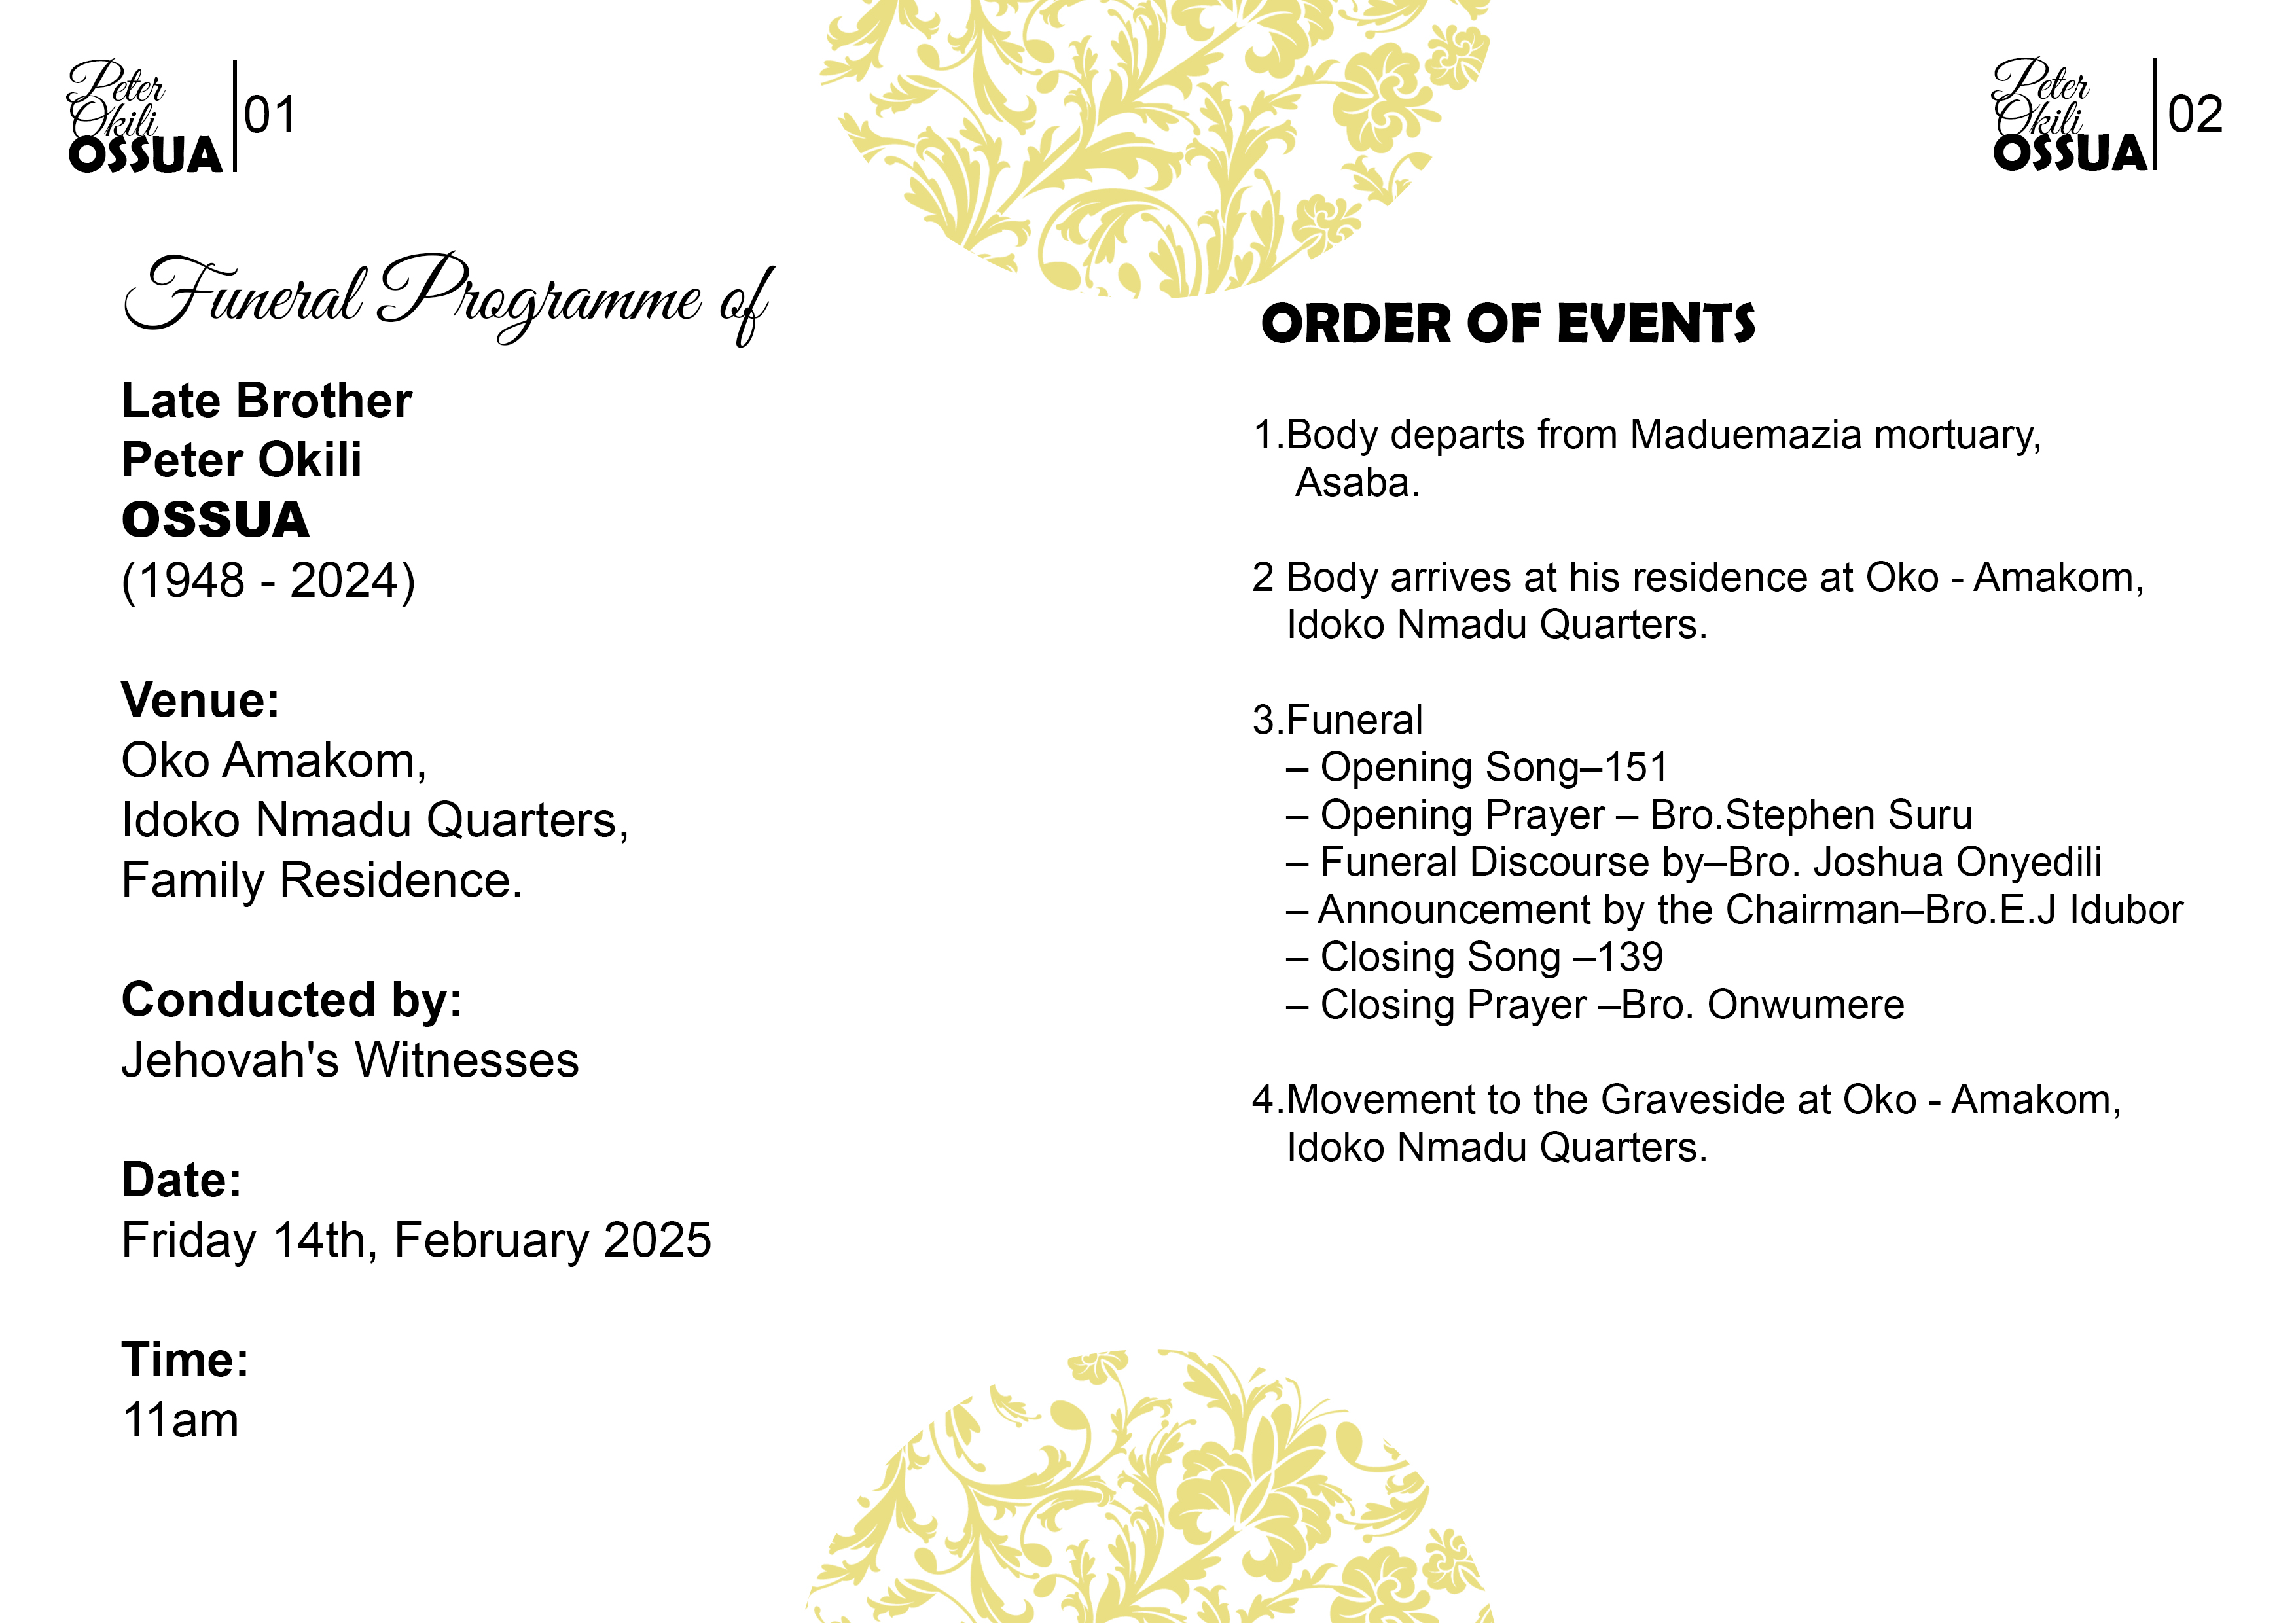 Peter
Okili
OSSUA
01
Funeral Programme of
Late Brother
Peter Okili
OSSUA
(1948 - 2024)
Venue:
Oko Amakom,
Idoko Nmadu Quarters,
Family Residence.
Conducted by:
Jehovah's Witnesses
Date:
Friday 14th, February 2025
Time:
11am
Peter
Okili
OSSUA
02
ORDER OF EVENTS
1.Body departs from Maduemazia mortuary,
Asaba.
2 Body arrives at his residence at Oko - Amakom,
Idoko Nmadu Quarters.
3.Funeral
– Opening Song–151
– Opening Prayer – Bro.Stephen Suru
– Funeral Discourse by–Bro. Joshua Onyedili
– Announcement by the Chairman–Bro.E.J Idubor
– Closing Song –139
– Closing Prayer –Bro. Onwumere
4.Movement to the Graveside at Oko - Amakom,
Idoko Nmadu Quarters.